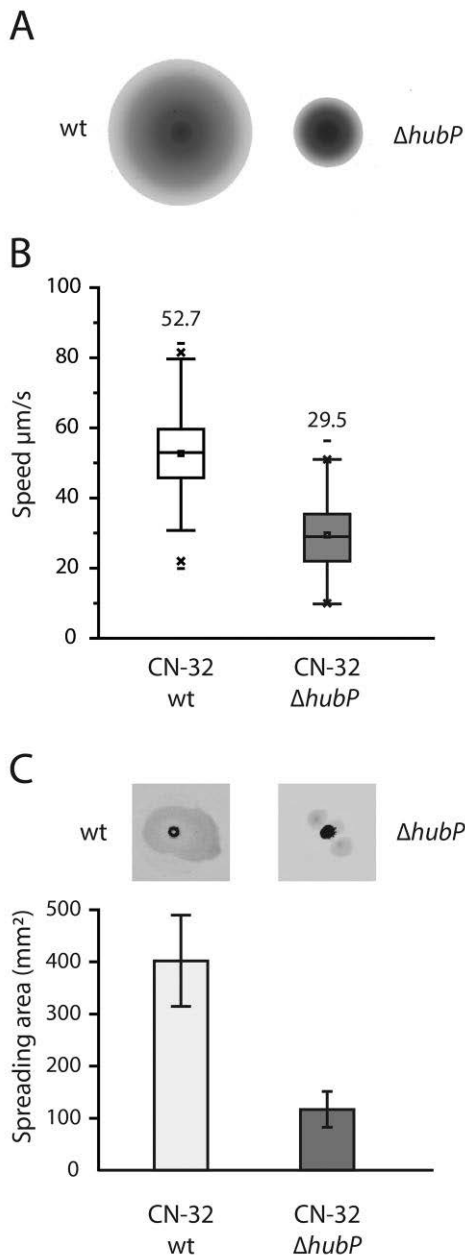 A
wt
ΔhubP
B
100
80
60
40
20
0
Speed μm/s
52.7
29.5
CN-32
wt
CN-32
ΔhubP
C
wt
ΔhubP
500
400
300
200
100
0
Spreading area (mm²)
CN-32
wt
CN-32
ΔhubP